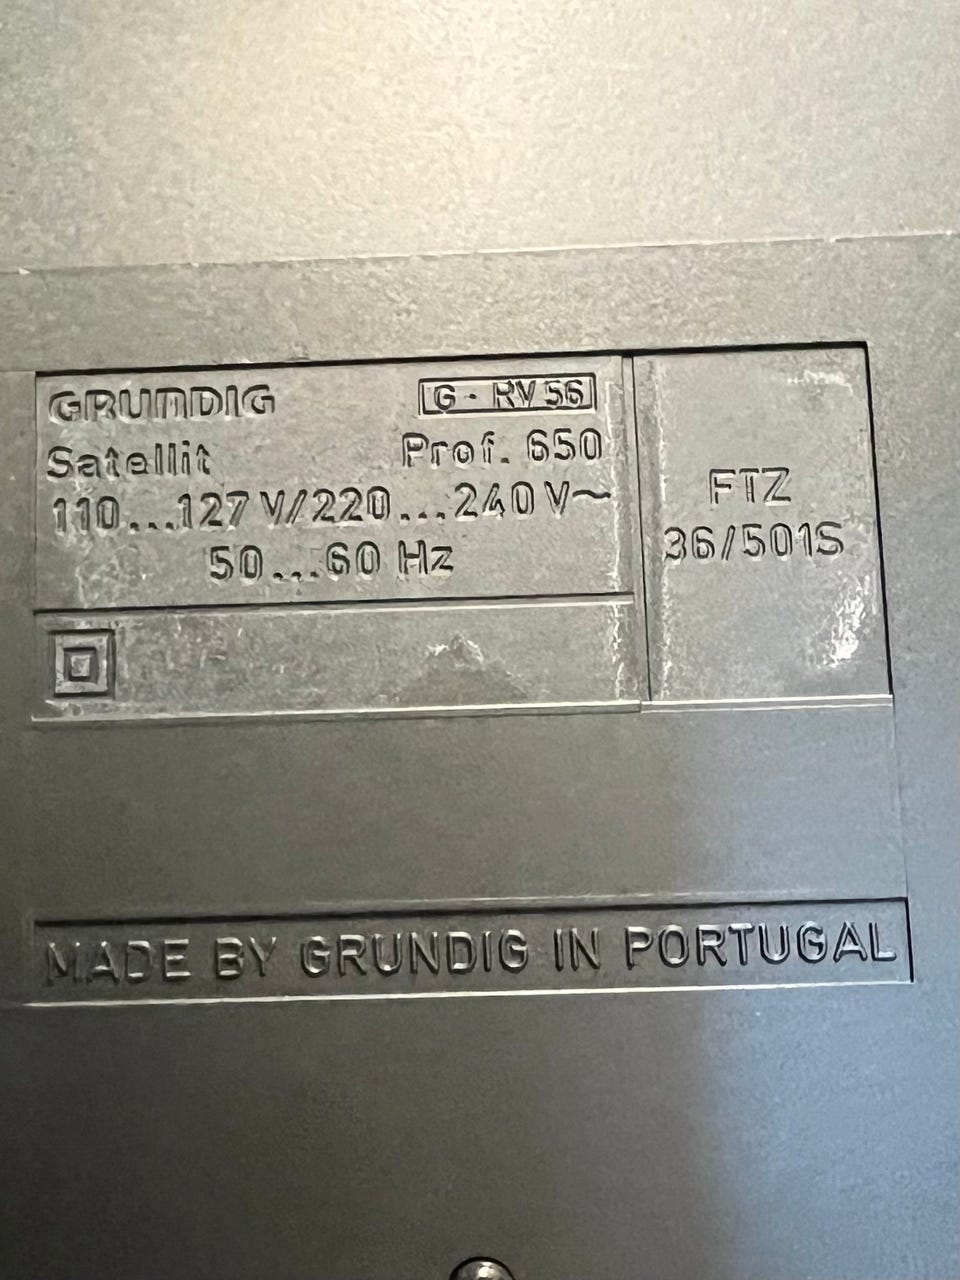 GRUNDIG
G · RV 56
Satellit Prof. 650
110...127 V/220...240 V~
50...60 Hz
FTZ
36/501S
MADE BY GRUNDIG IN PORTUGAL